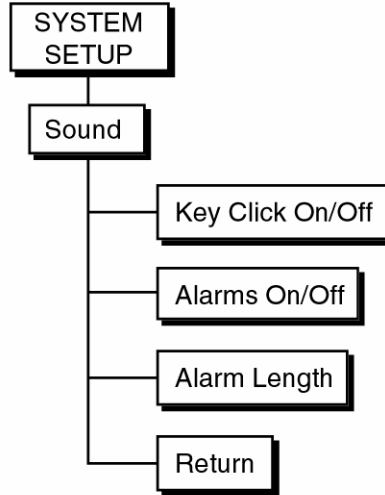 SYSTEM
SETUP
Sound
Key Click On/Off
Alarms On/Off
Alarm Length
Return